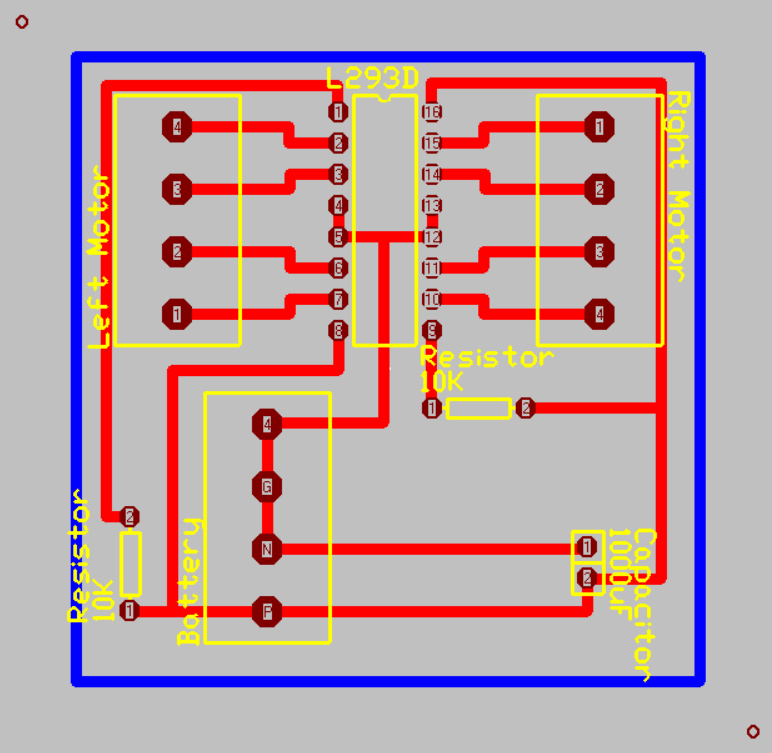 L293D
Left Motor
4
3
2
1
1
2
3
4
5
6
7
8
16
15
14
13
12
11
10
9
1
2
3
4
Right Motor
Resistor
10K
1
2
Battery
4
G
N
P
Resistor
10K
2
1
Capacitor
1000uF
1
2